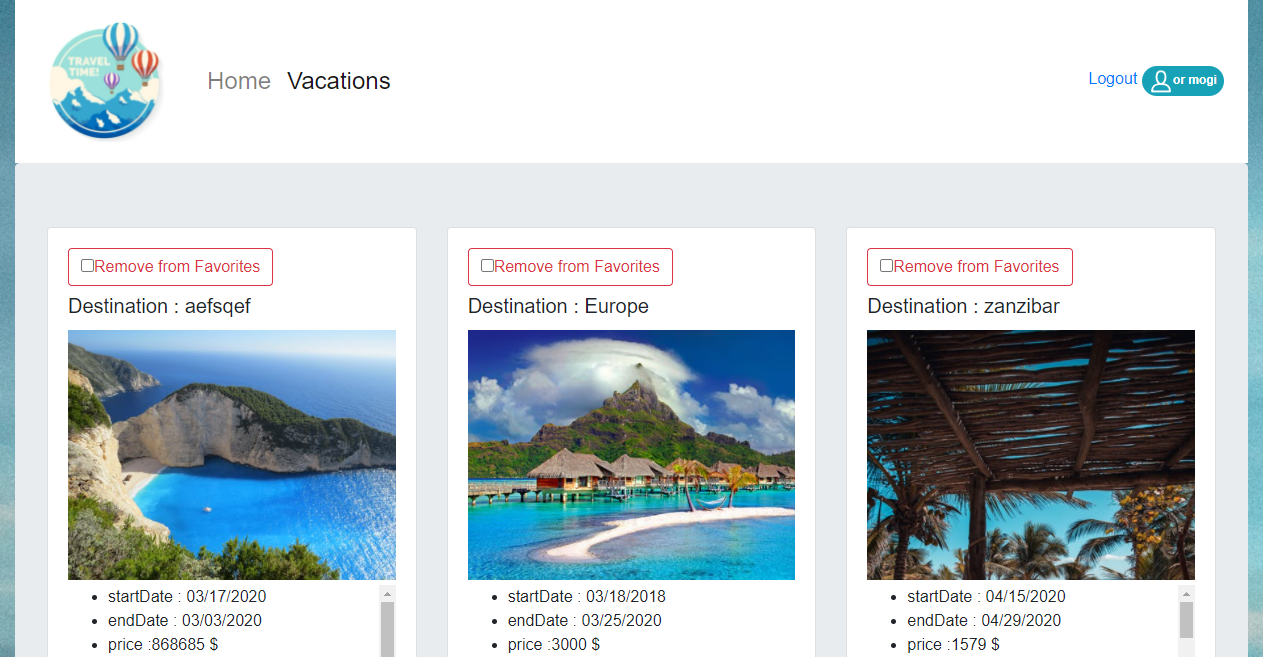 TRAVEL
TIME!
Home Vacations
Logout or mogi
Remove from Favorites
Destination : aefsqef
startDate : 03/17/2020
endDate : 03/03/2020
price :868685 $
Remove from Favorites
Destination : Europe
startDate : 03/18/2018
endDate : 03/25/2020
price :3000 $
Remove from Favorites
Destination : zanzibar
startDate : 04/15/2020
endDate : 04/29/2020
price :1579 $